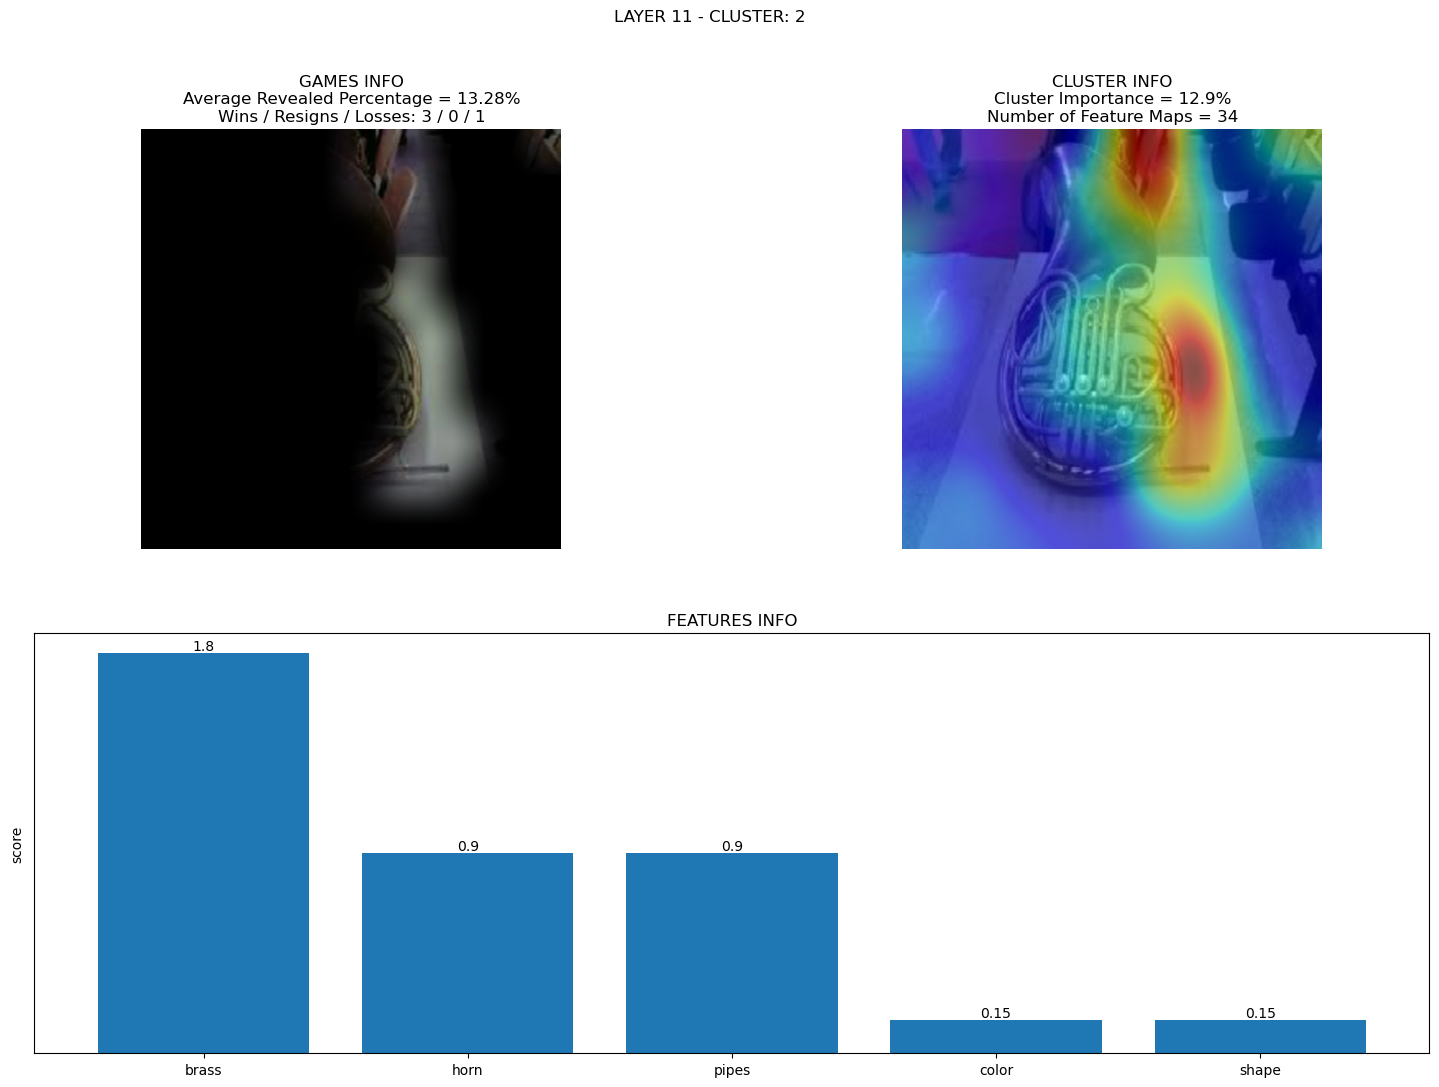 LAYER 11 - CLUSTER: 2
GAMES INFO
Average Revealed Percentage = 13.28%
Wins / Resigns / Losses: 3 / 0 / 1
CLUSTER INFO
Cluster Importance = 12.9%
Number of Feature Maps = 34
FEATURES INFO
score
1.8
0.9
0.9
0.15
0.15
brass
horn
pipes
color
shape